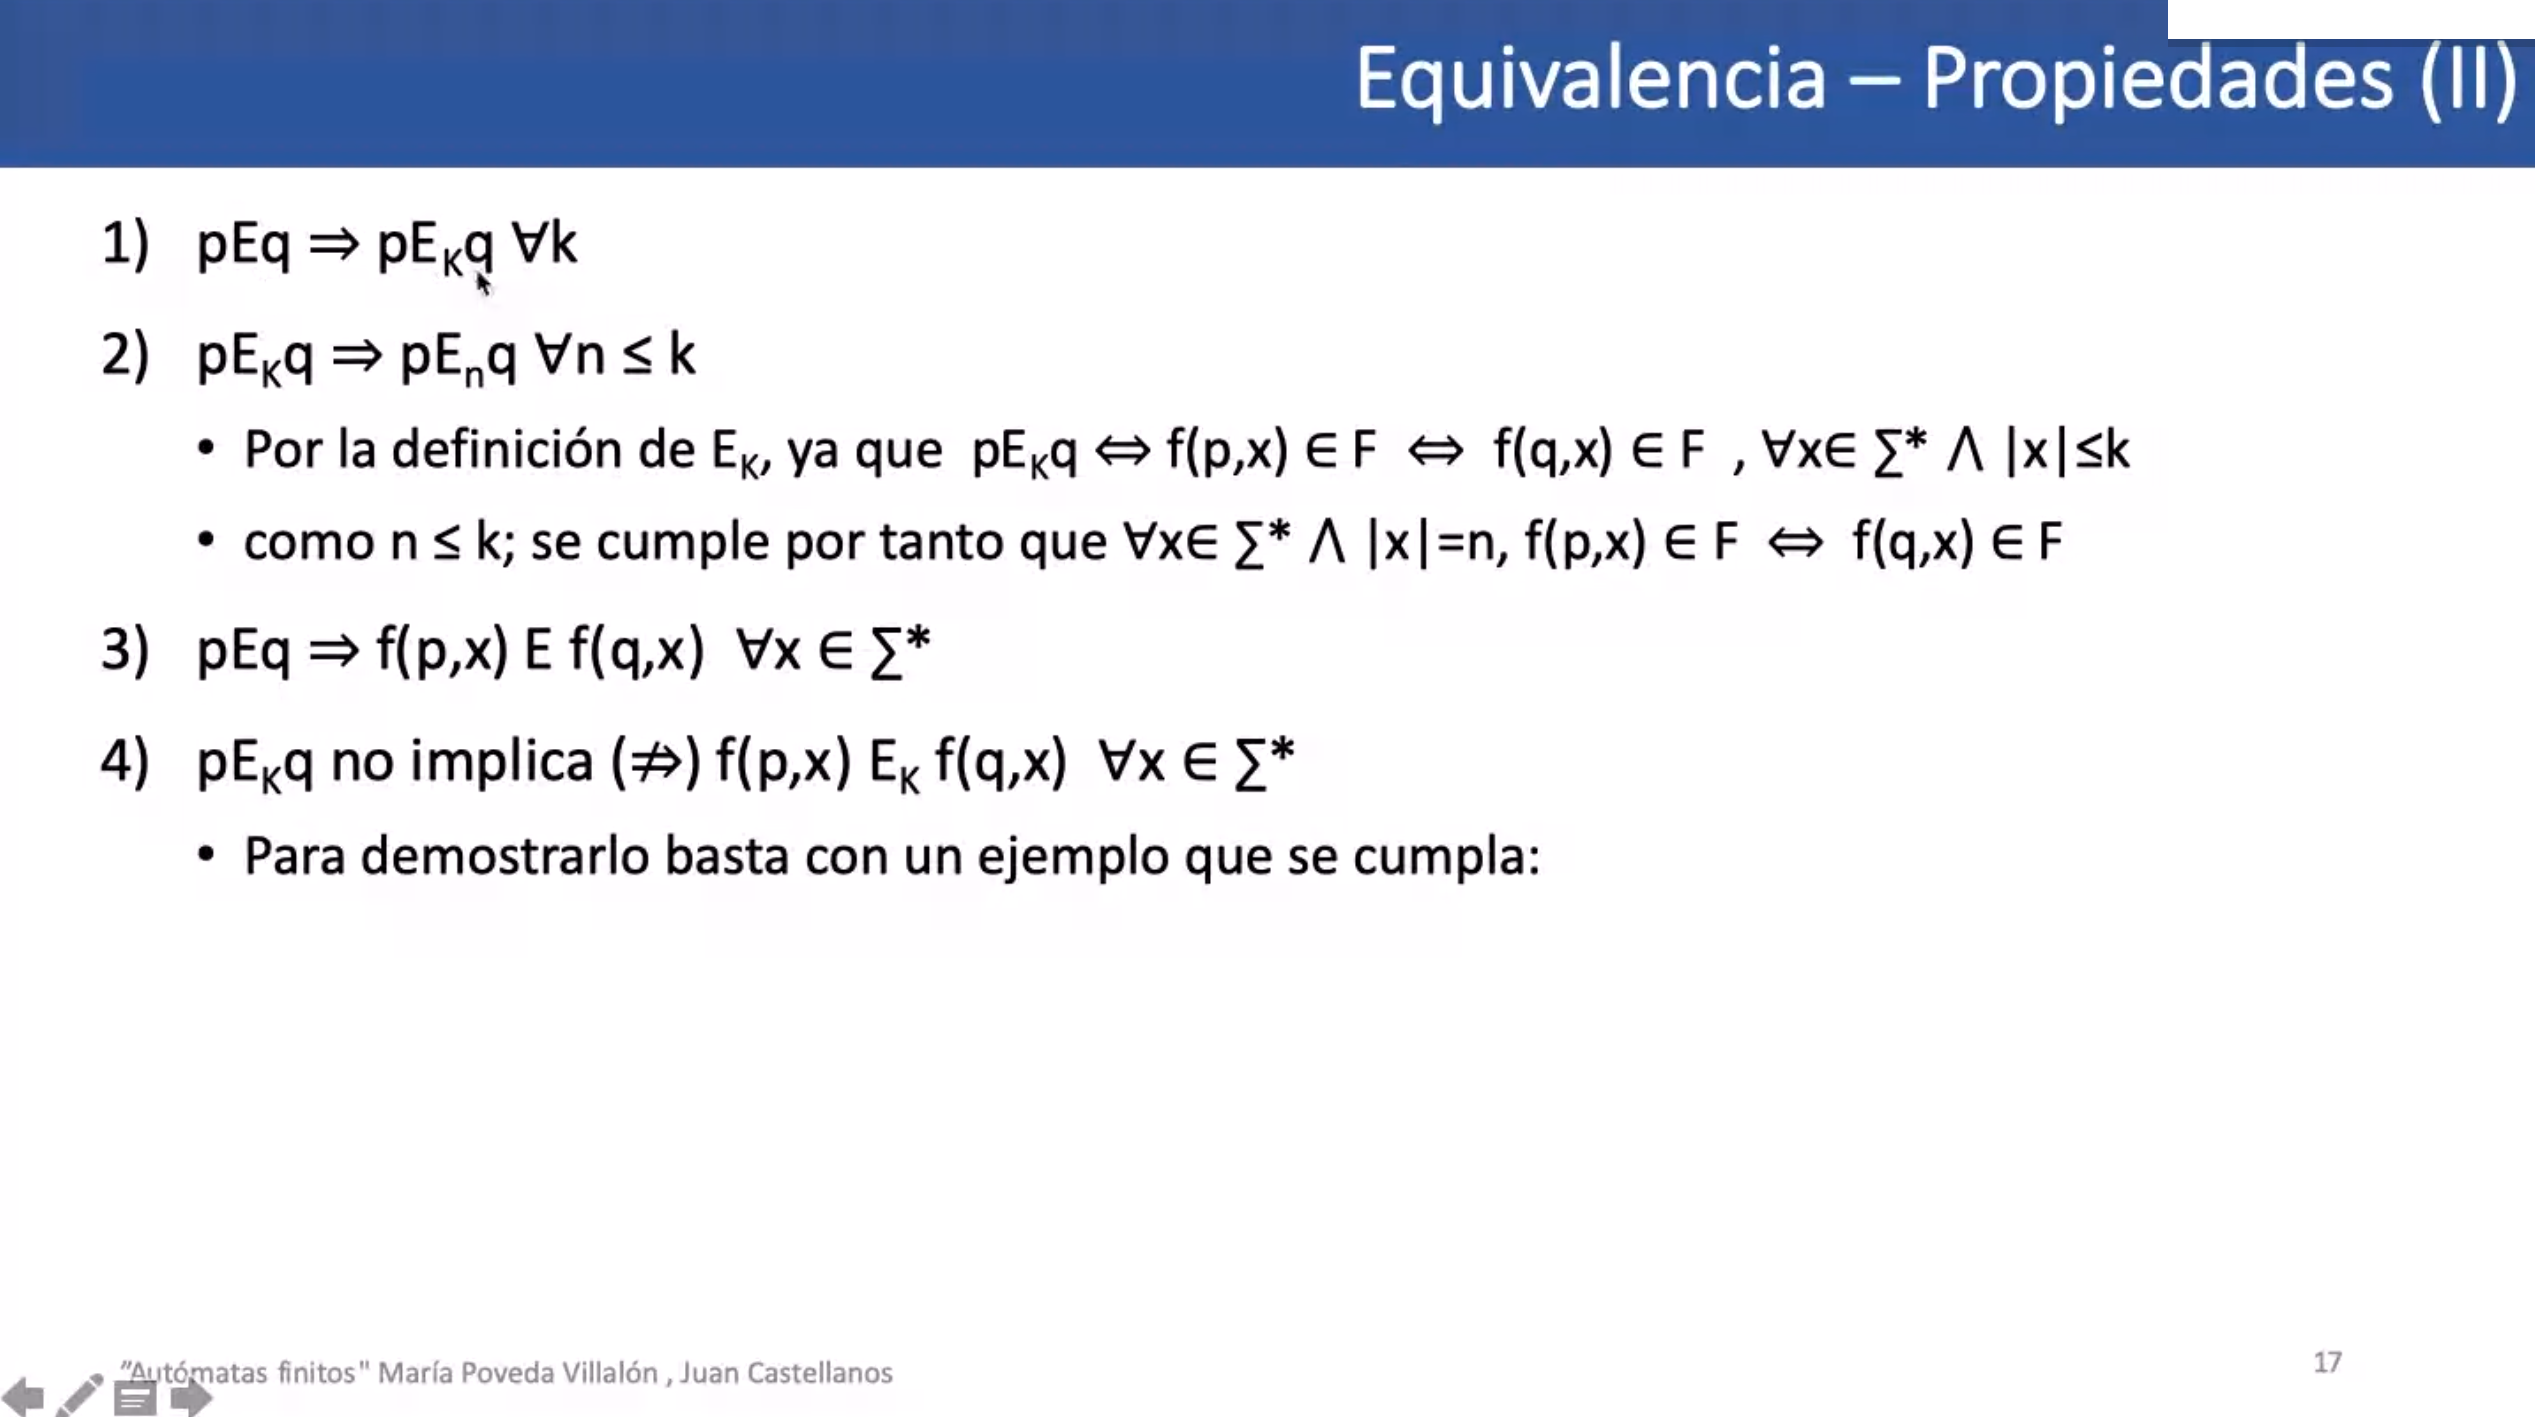 Equivalencia – Propiedades (II)
1) pEq ⇒ pE_Kq ∀k
2) pE_Kq ⇒ pE_nq ∀n ≤ k
• Por la definición de E_K, ya que pE_Kq ⇔ f(p,x) ∈ F ⇔ f(q,x) ∈ F , ∀x∈ ∑* Λ |x|≤k
• como n ≤ k; se cumple por tanto que ∀x∈ ∑* Λ |x|=n, f(p,x) ∈ F ⇔ f(q,x) ∈ F
3) pEq ⇒ f(p,x) E f(q,x) ∀x ∈ ∑*
4) pE_Kq no implica (⇏) f(p,x) E_K f(q,x) ∀x ∈ ∑*
• Para demostrarlo basta con un ejemplo que se cumpla:
"Autómatas finitos" María Poveda Villalón , Juan Castellanos
17